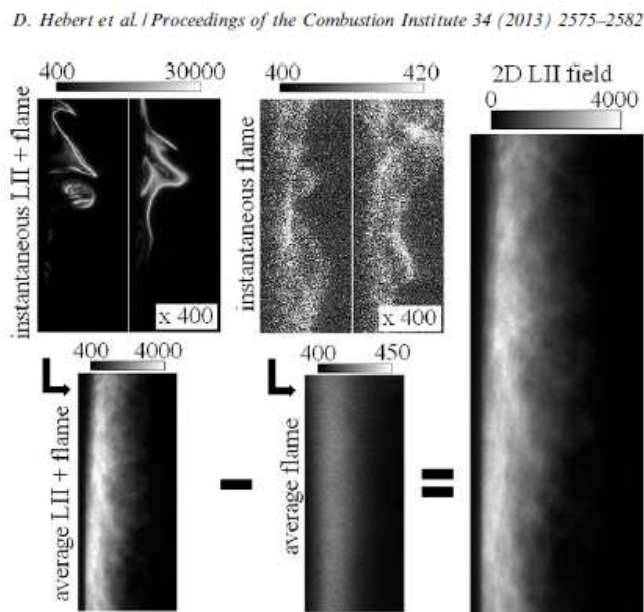 D. Hebert et al. / Proceedings of the Combustion Institute 34 (2013) 2575–2582
400 30000
400 420
2D LII field
0 4000
instantaneous LII + flame
x 400
instantaneous flame
x 400
400 4000
average LII + flame
-
400 450
average flame
=